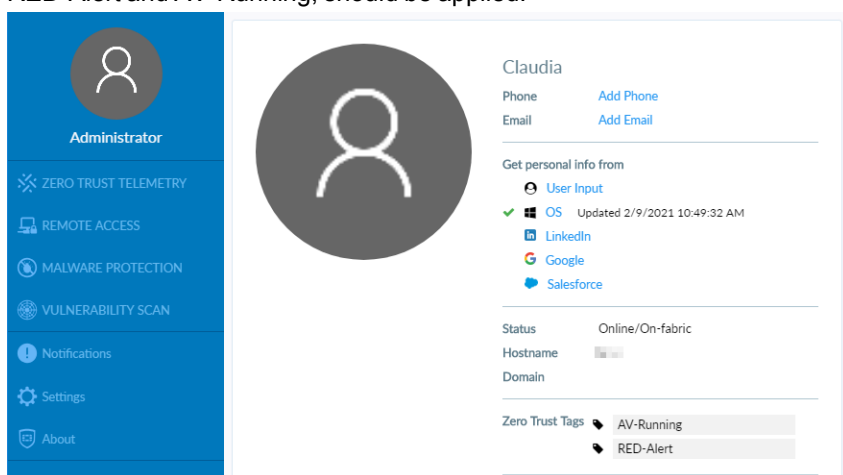 RED-Alert and AV-Running, should be applied.
Administrator
ZERO TRUST TELEMETRY
REMOTE ACCESS
MALWARE PROTECTION
VULNERABILITY SCAN
Notifications
Settings
About
Claudia
Phone Add Phone
Email Add Email
Get personal info from
User Input
OS Updated 2/9/2021 10:49:32 AM
LinkedIn
Google
Salesforce
Status Online/On-fabric
Hostname
Domain
Zero Trust Tags AV-Running
RED-Alert